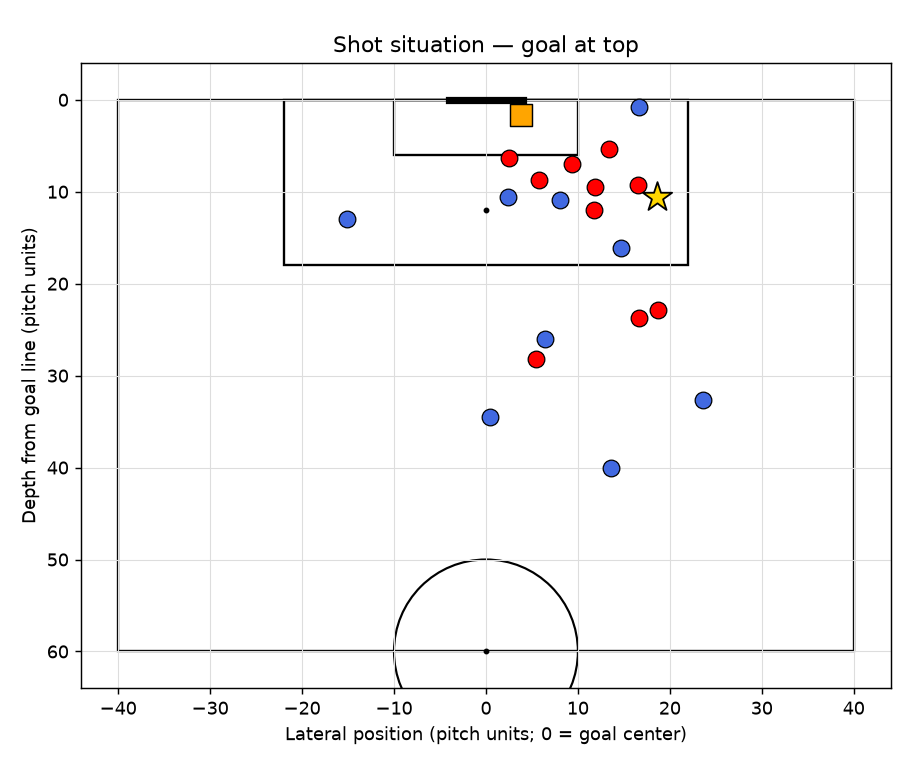 Shot situation — goal at top
0
10
20
30
40
50
60
Depth from goal line (pitch units)
−40 −30 −20 −10 0 10 20 30 40
Lateral position (pitch units; 0 = goal center)